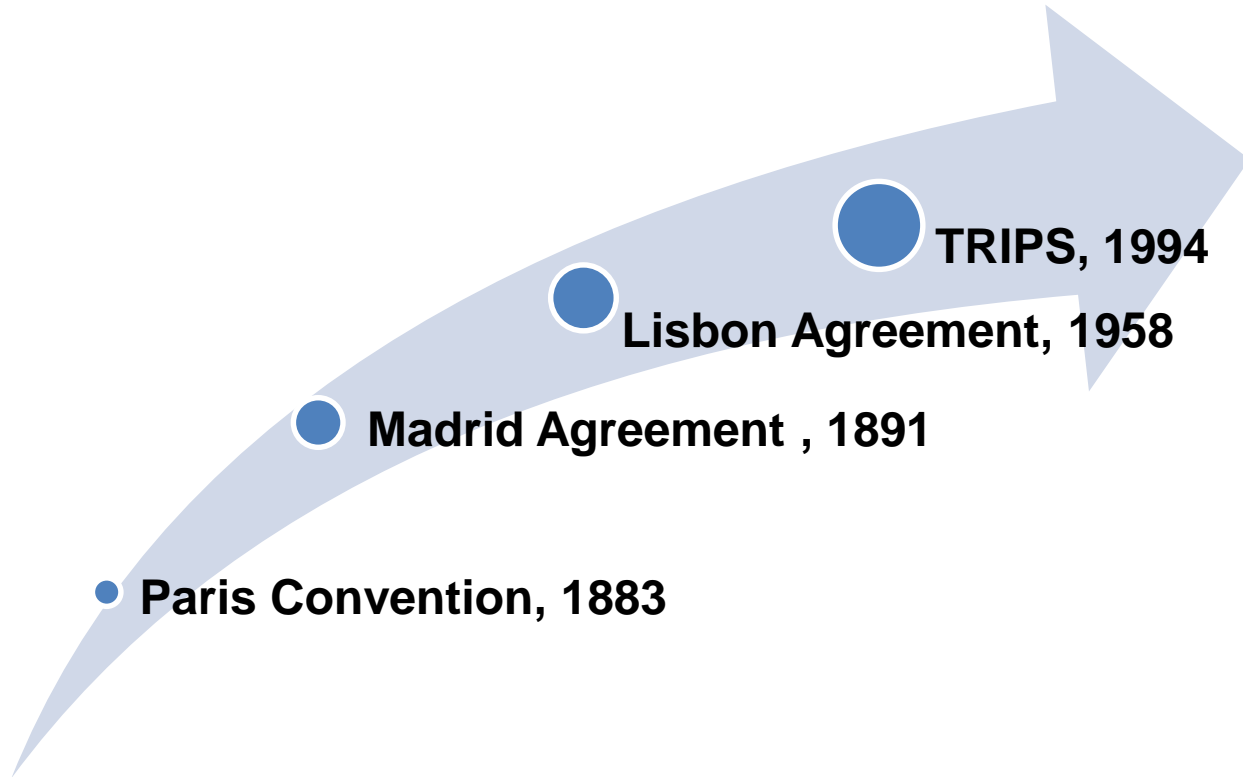 TRIPS, 1994
Lisbon Agreement, 1958
Madrid Agreement , 1891
Paris Convention, 1883